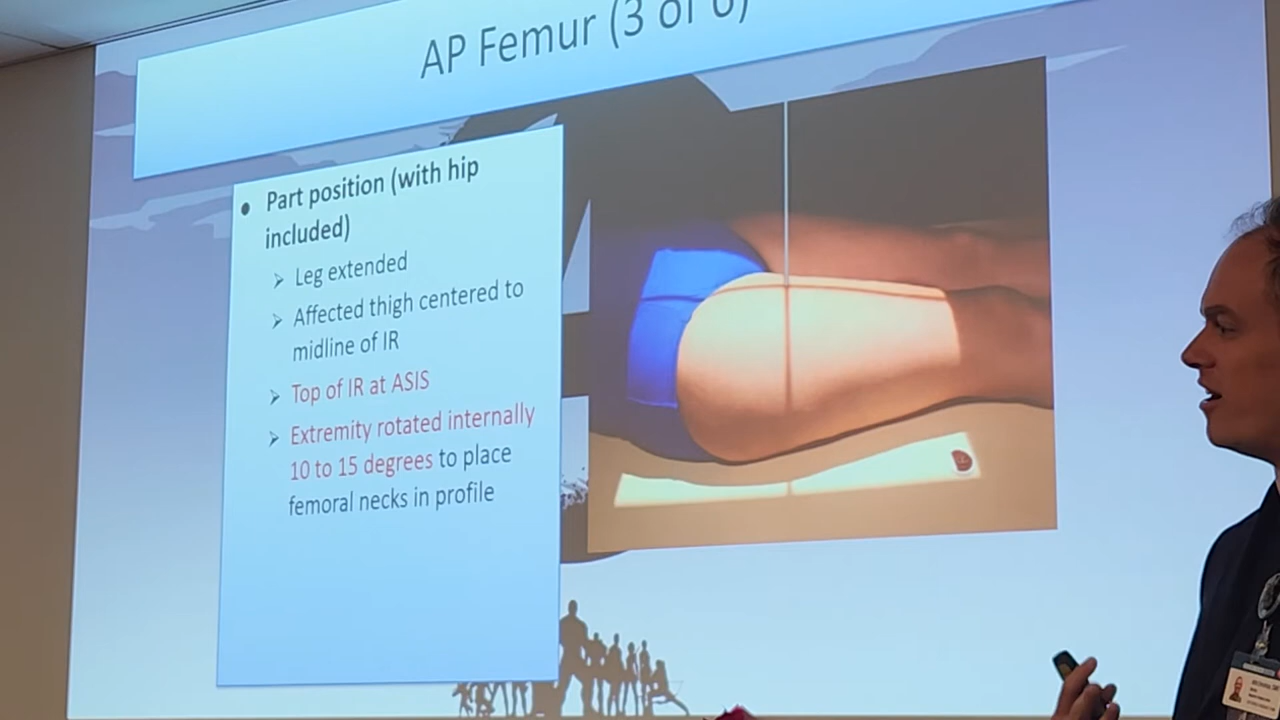 AP Femur (3 of 6)
• Part position (with hip
included)
➢ Leg extended
➢ Affected thigh centered to
midline of IR
➢ Top of IR at ASIS
➢ Extremity rotated internally
10 to 15 degrees to place
femoral necks in profile